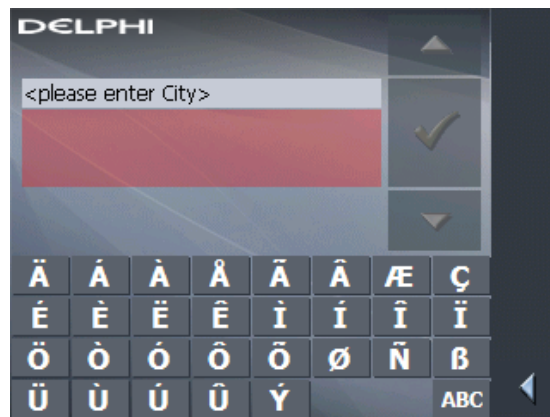 DELPHI
<please enter City>
Ä Á À Å Ã Â Æ Ç
É È Ë Ê Ì Í Î Ï
Ö Ò Ó Ô Õ Ø Ñ ß
Ü Ù Ú Û Ý ABC